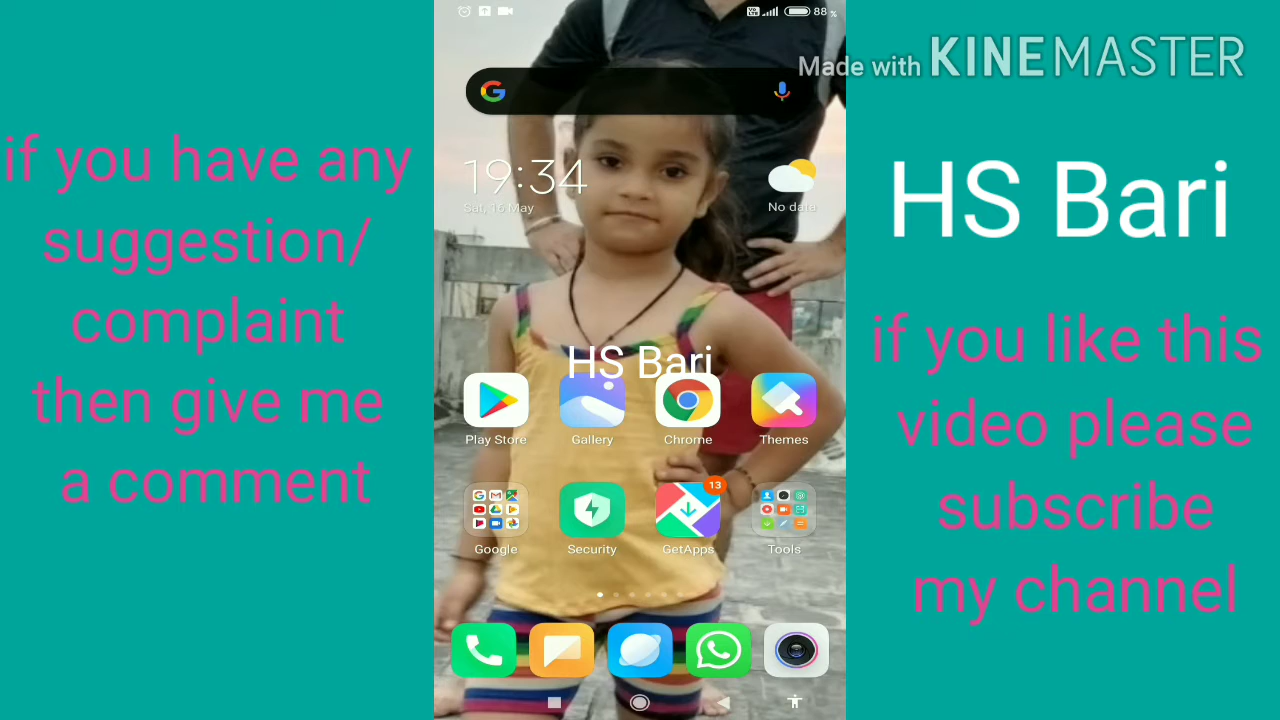 Made with KINEMASTER
if you have any
suggestion/
complaint
then give me
a comment
HS Bari
if you like this
video please
subscribe
my channel
88 %
19:34
Sat, 16 May
No data
HS Bari
Play Store Gallery Chrome Themes
13
Google Security GetApps Tools